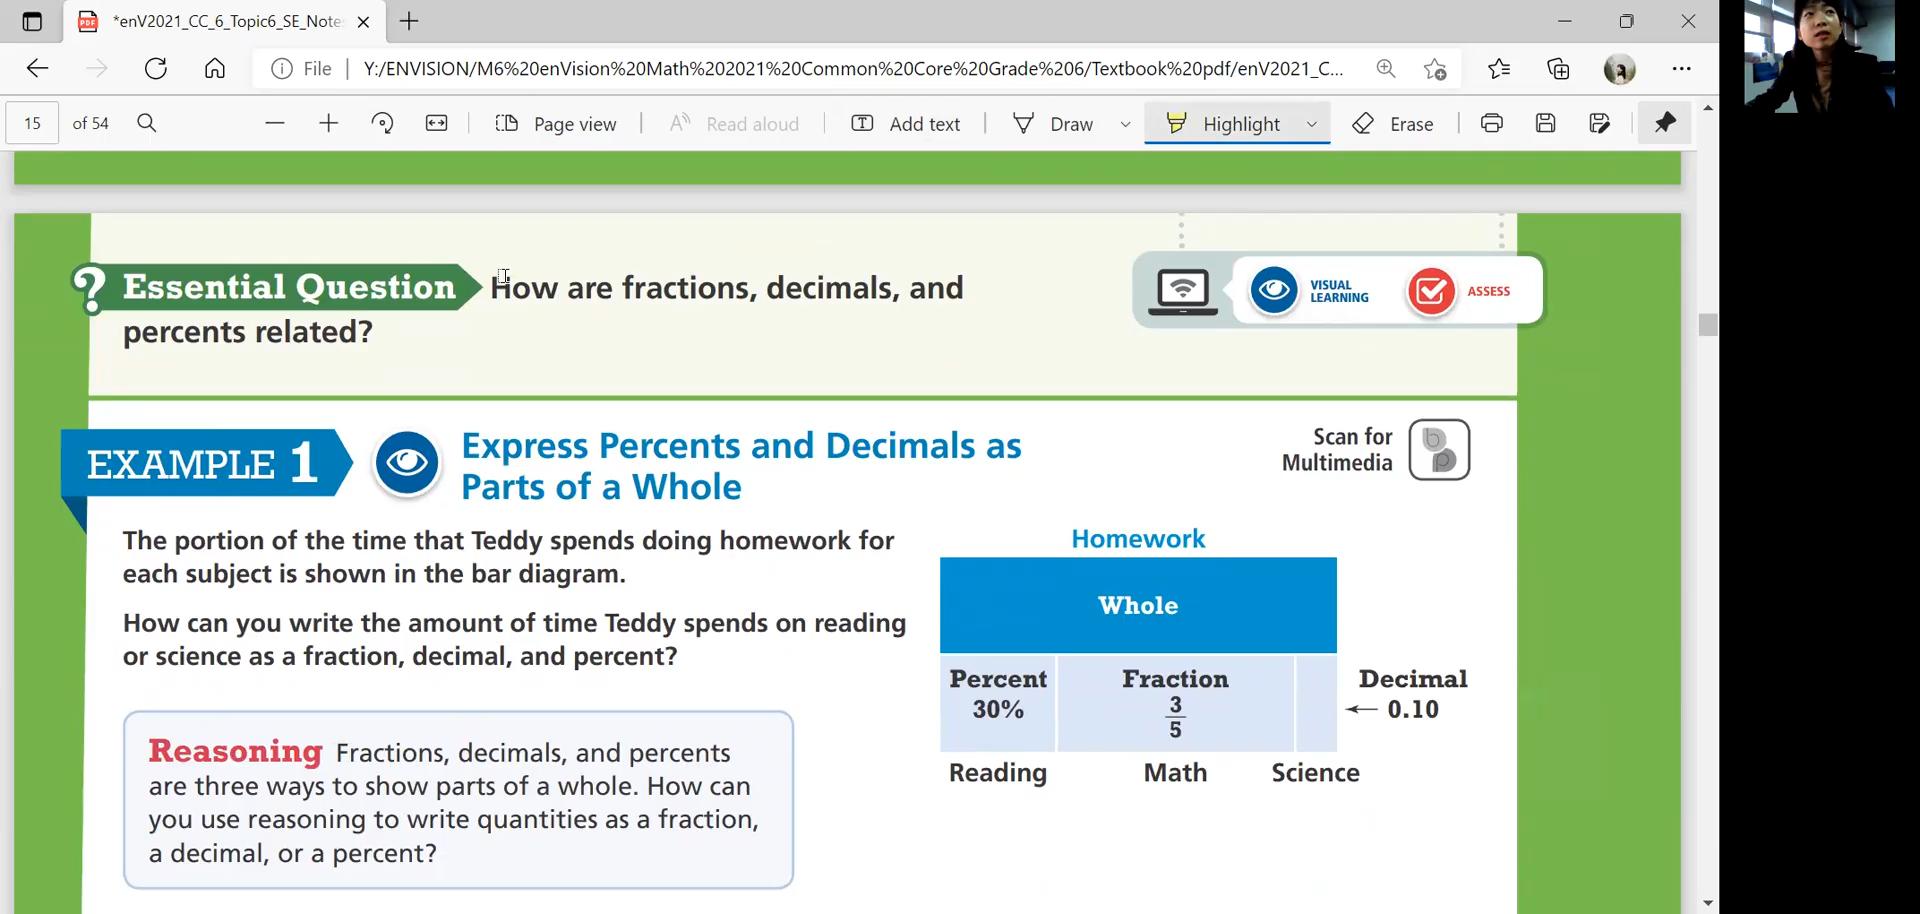 *enV2021_CC_6_Topic6_SE_Note
File Y:/ENVISION/M6%20enVision%20Math%202021%20Common%20Core%20Grade%206/Textbook%20pdf/enV2021_C...
15 of 54 Page view Read aloud Add text Draw Highlight Erase
? Essential Question How are fractions, decimals, and
percents related?
VISUAL
LEARNING
ASSESS
EXAMPLE 1
Express Percents and Decimals as
Parts of a Whole
Scan for
Multimedia
The portion of the time that Teddy spends doing homework for
each subject is shown in the bar diagram.
How can you write the amount of time Teddy spends on reading
or science as a fraction, decimal, and percent?
Reasoning Fractions, decimals, and percents
are three ways to show parts of a whole. How can
you use reasoning to write quantities as a fraction,
a decimal, or a percent?
Homework
Whole
Percent
30%
Fraction
3
5
Decimal
← 0.10
Reading Math Science